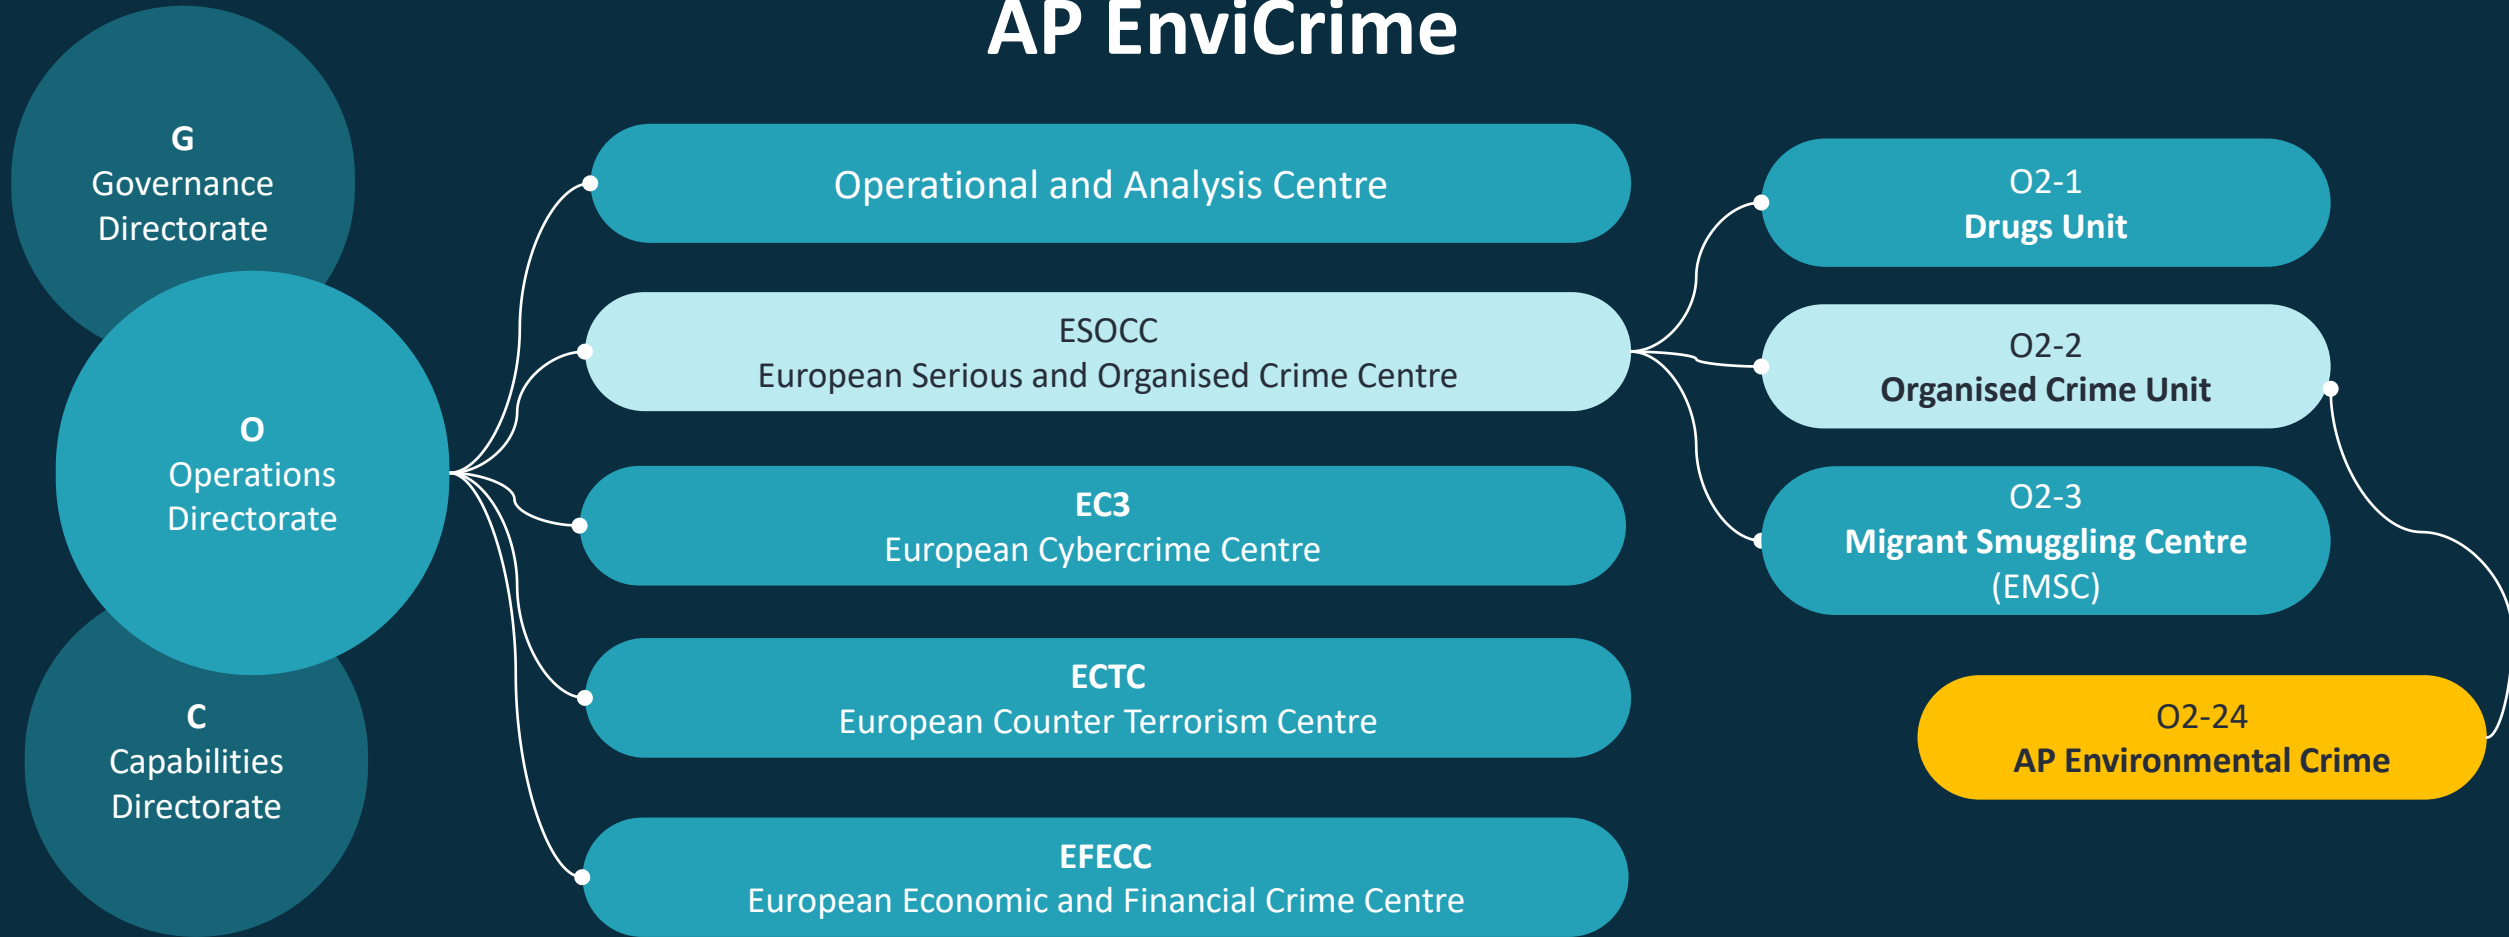 AP EnviCrime
G
Governance
Directorate
O
Operations
Directorate
C
Capabilities
Directorate
Operational and Analysis Centre
ESOCC
European Serious and Organised Crime Centre
EC3
European Cybercrime Centre
ECTC
European Counter Terrorism Centre
EFECC
European Economic and Financial Crime Centre
O2-1
Drugs Unit
O2-2
Organised Crime Unit
O2-3
Migrant Smuggling Centre
(EMSC)
O2-24
AP Environmental Crime